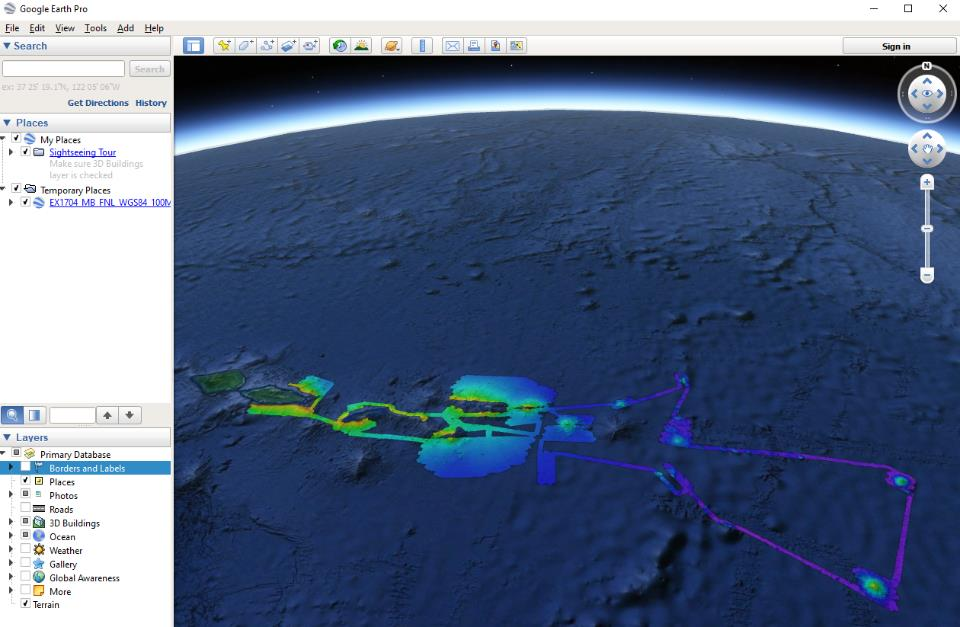 Google Earth Pro
File Edit View Tools Add Help
Search
Sign in
Search
ex: 37 25' 19.1"N, 122 05' 06"W
Get Directions History
N
Places
My Places
Sightseeing Tour
Make sure 3D Buildings
layer is checked
Temporary Places
EX1704_MB_FNL_WGS84_100M
Layers
Primary Database
Borders and Labels
Places
Photos
Roads
3D Buildings
Ocean
Weather
Gallery
Global Awareness
More
Terrain